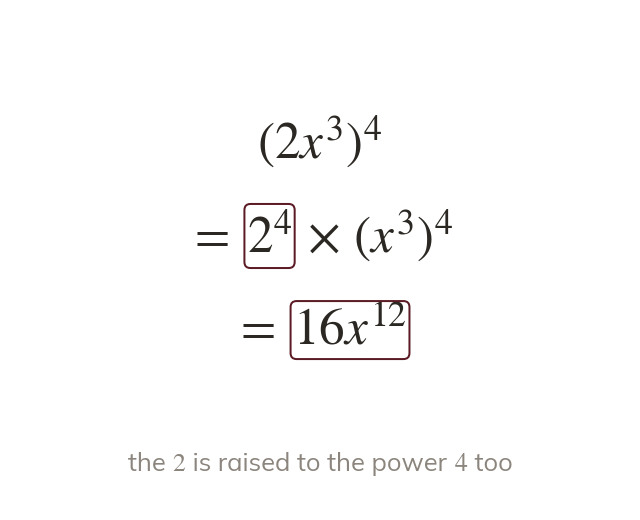 (2x³)⁴
= 2⁴ × (x³)⁴
= 16x¹²
the 2 is raised to the power 4 too